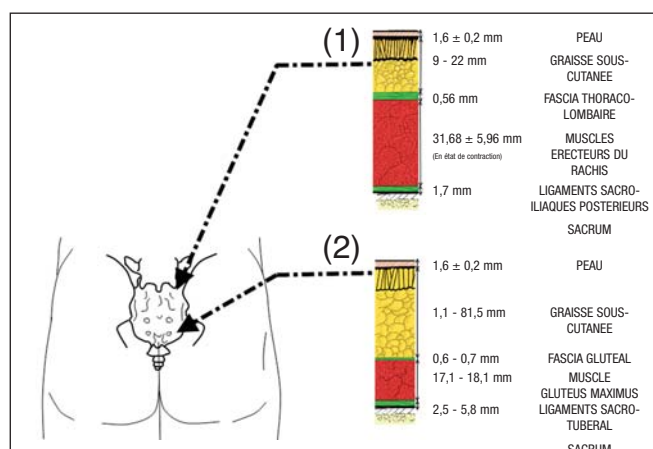 (1)
1,6 ± 0,2 mm PEAU
9 - 22 mm GRAISSE SOUS-
CUTANEE
0,56 mm FASCIA THORACO-
LOMBAIRE
31,68 ± 5,96 mm MUSCLES
(En état de contraction) ERECTEURS DU
RACHIS
1,7 mm LIGAMENTS SACRO-
ILIAQUES POSTERIEURS
SACRUM
(2)
1,6 ± 0,2 mm PEAU
1,1 - 81,5 mm GRAISSE SOUS-
CUTANEE
0,6 - 0,7 mm FASCIA GLUTEAL
17,1 - 18,1 mm MUSCLE
GLUTEUS MAXIMUS
2,5 - 5,8 mm LIGAMENTS SACRO-
TUBERAL
SACRUM